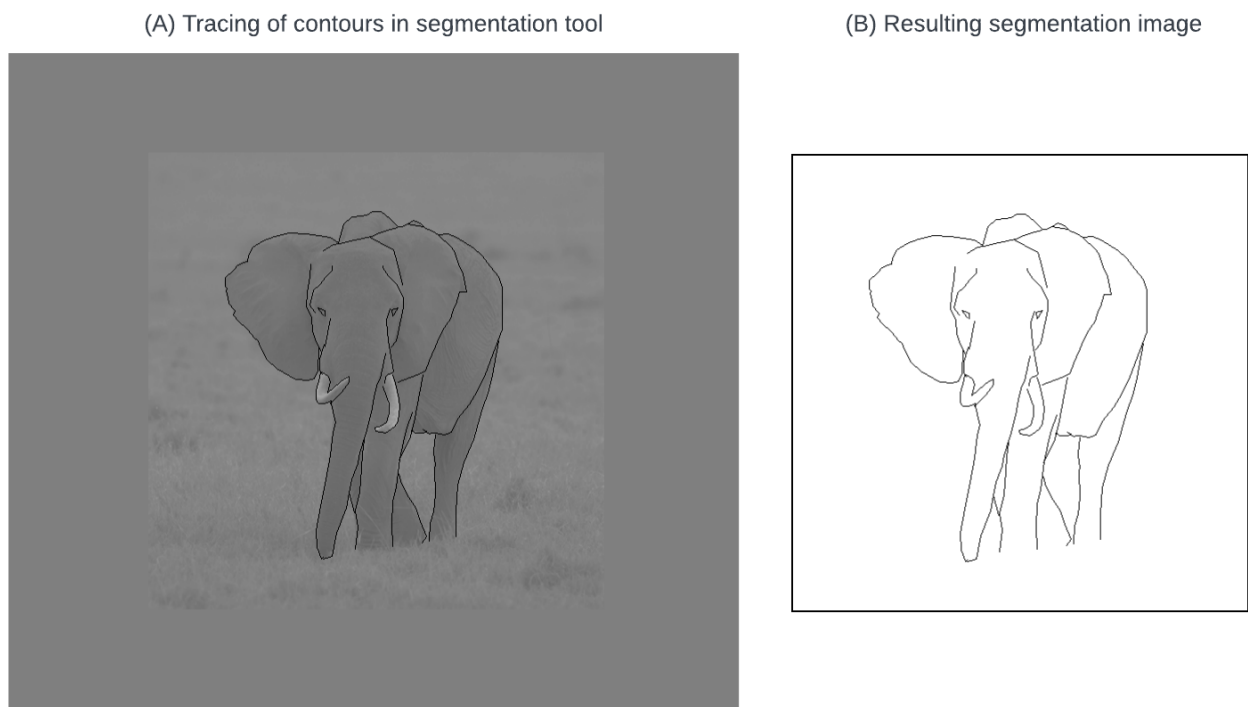 (A) Tracing of contours in segmentation tool
(B) Resulting segmentation image